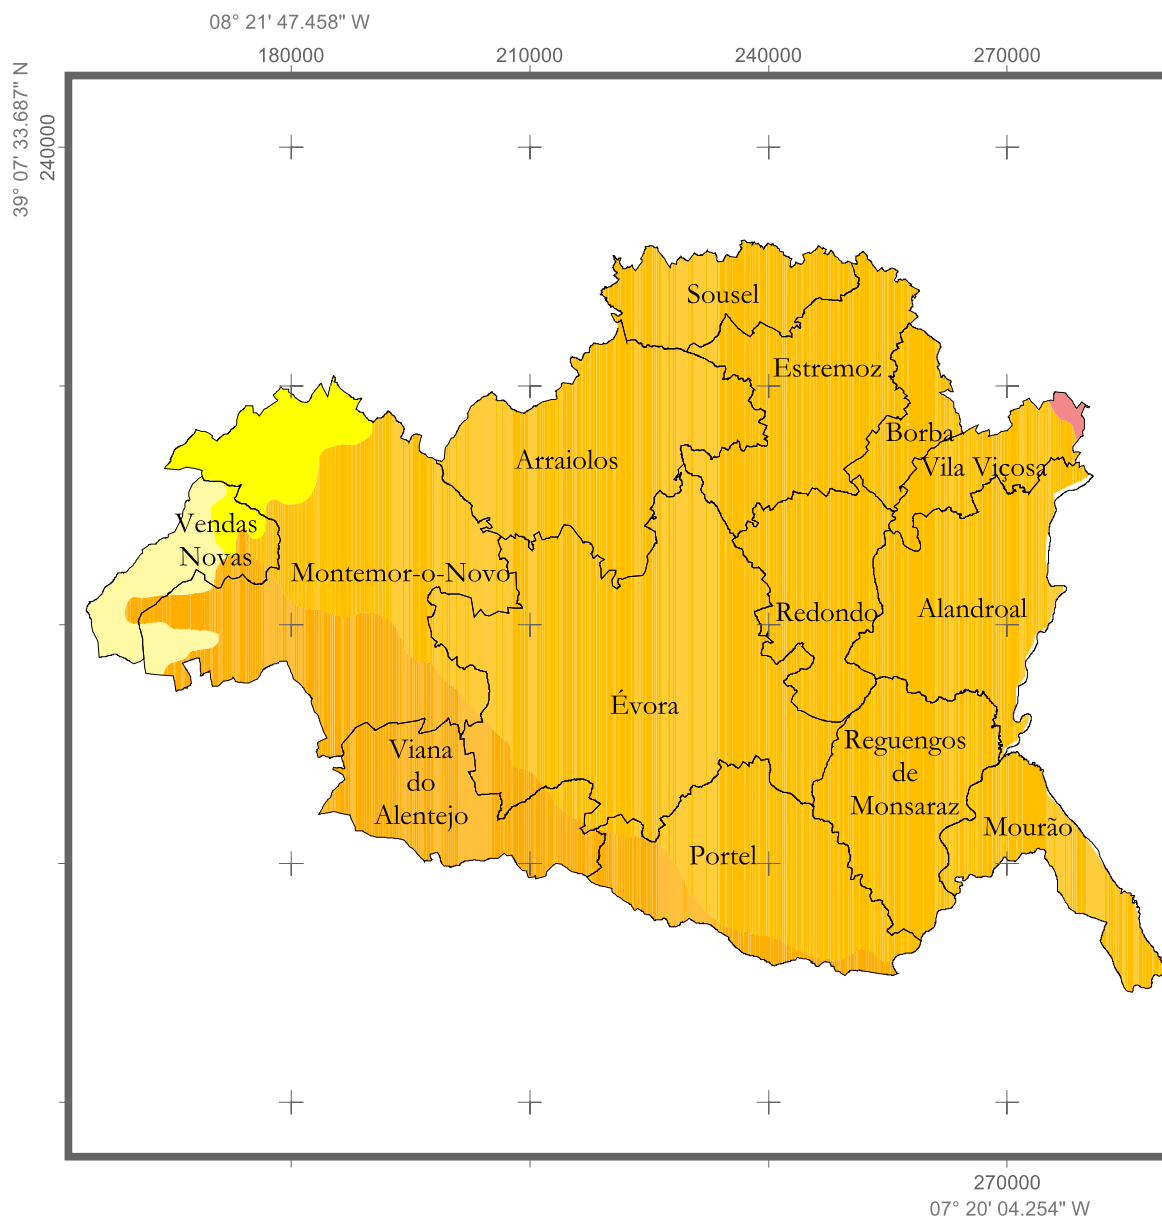 08° 21' 47.458" W
180000 210000 240000 270000
39° 07' 33.687" N
240000
Sousel
Estremoz
Borba
Arraiolos
Vila Viçosa
Vendas
Novas
Montemor-o-Novo
Redondo
Alandroal
Évora
Viana
do
Alentejo
Reguengos
de
Monsaraz
Mourão
Portel
270000
07° 20' 04.254" W